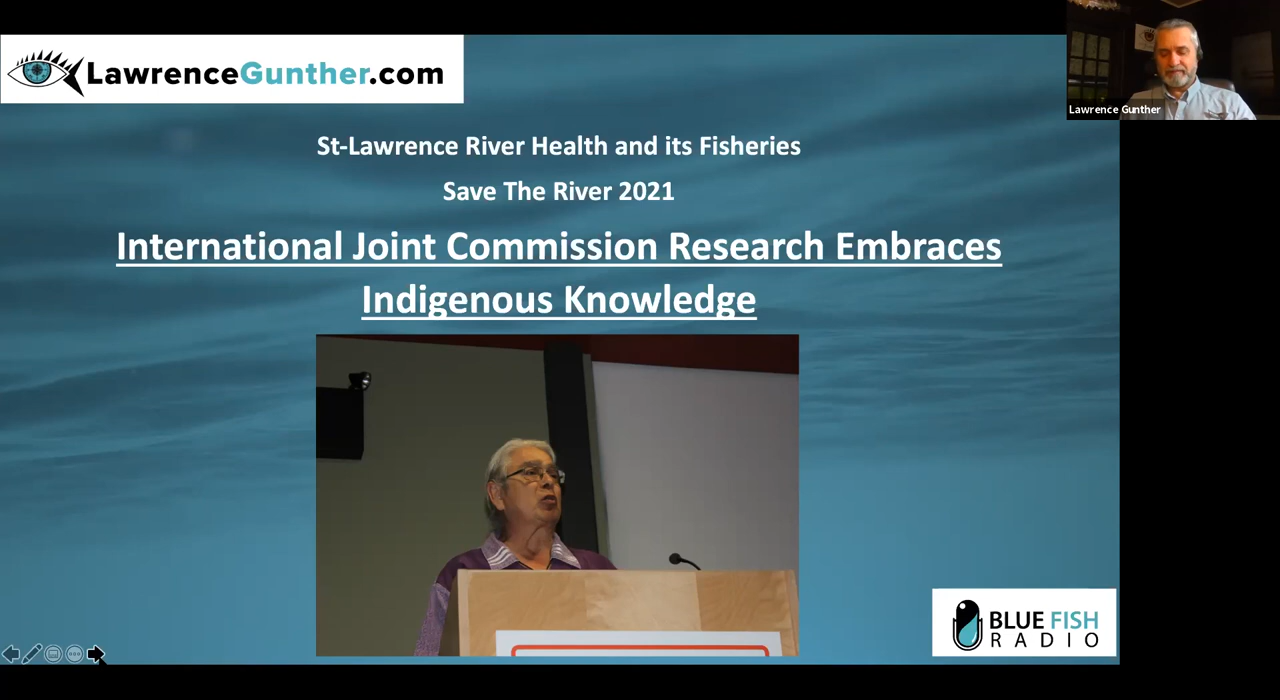 LawrenceGunther.com
Lawrence Gunther
St-Lawrence River Health and its Fisheries
Save The River 2021
International Joint Commission Research Embraces
Indigenous Knowledge
BLUE FISH
RADIO